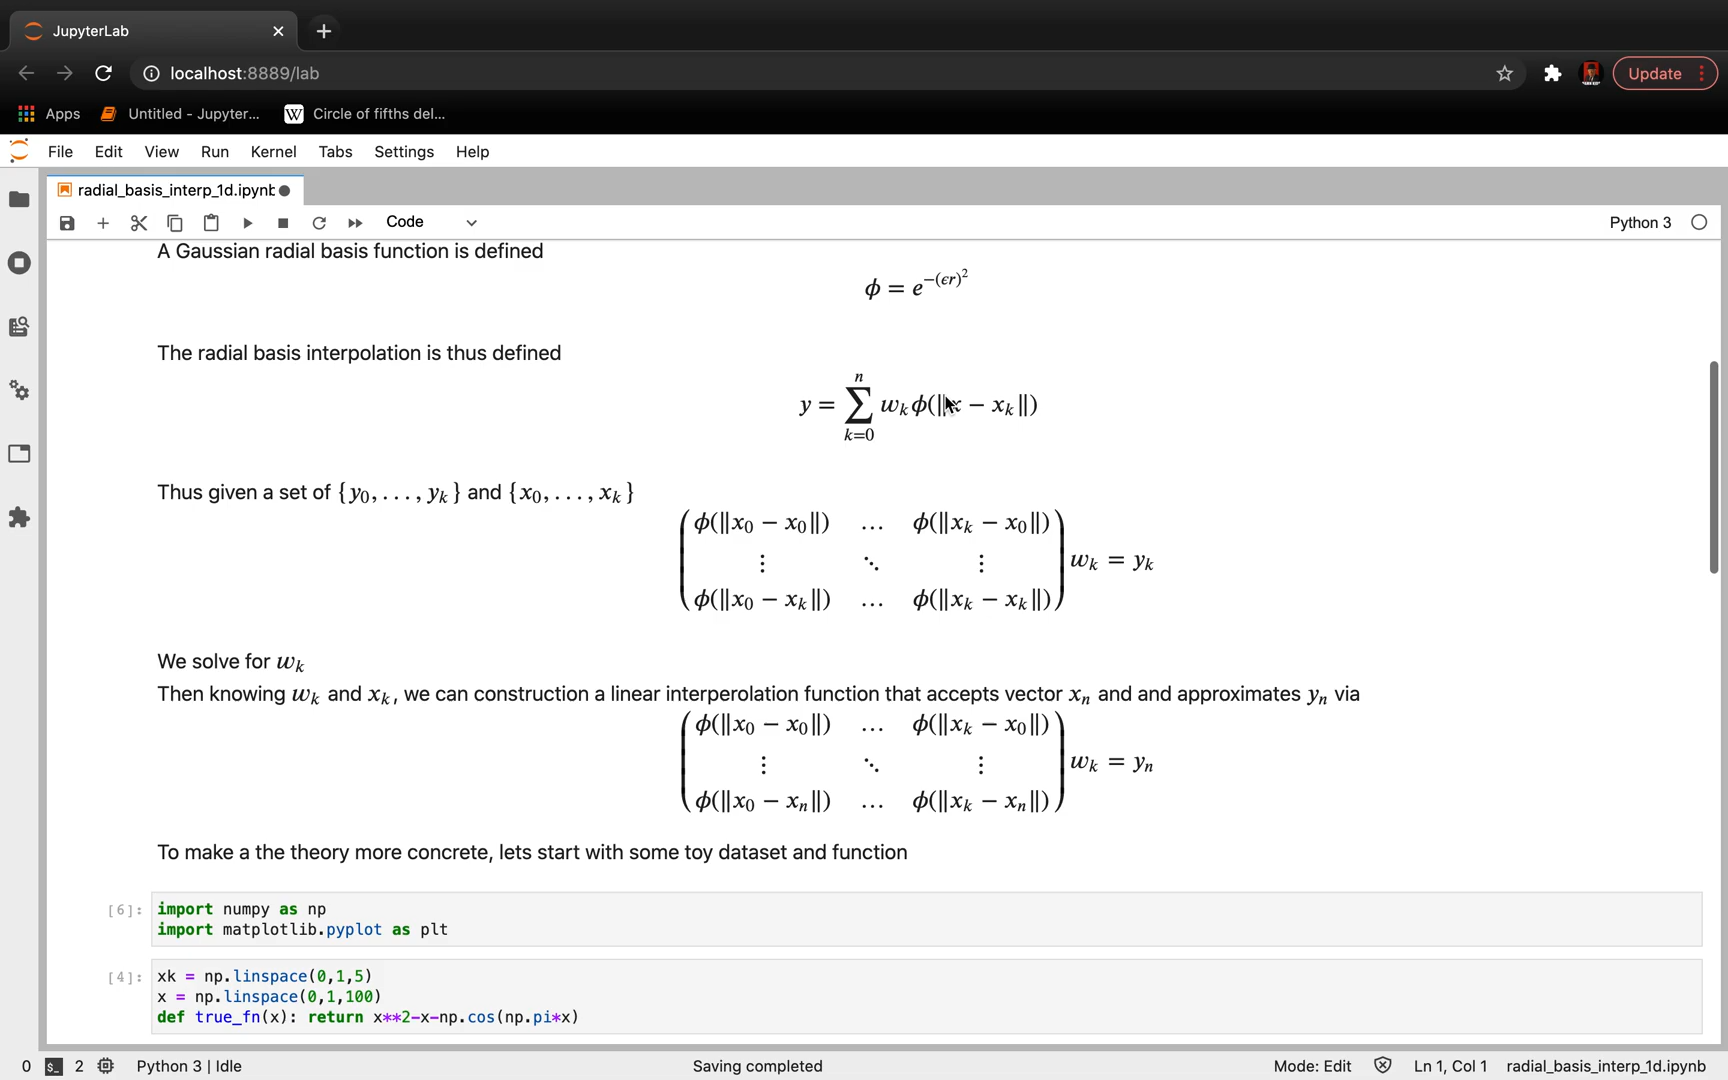 JupyterLab
localhost:8889/lab
Update
Apps Untitled - Jupyter... Circle of fifths del...
File Edit View Run Kernel Tabs Settings Help
radial_basis_interp_1d.ipynb
Code Python 3
A Gaussian radial basis function is defined
ϕ = e^{−(ϵr)^2}
The radial basis interpolation is thus defined
y = ∑_{k=0}^{n} w_k ϕ(‖x − x_k‖)
Thus given a set of {y_0, . . . , y_k} and {x_0, . . . , x_k}
ϕ(‖x_0 − x_0‖) … ϕ(‖x_k − x_0‖)
⋮ ⋱ ⋮ w_k = y_k
ϕ(‖x_0 − x_k‖) … ϕ(‖x_k − x_k‖)
We solve for w_k
Then knowing w_k and x_k, we can construction a linear interperolation function that accepts vector x_n and and approximates y_n via
ϕ(‖x_0 − x_0‖) … ϕ(‖x_k − x_0‖)
⋮ ⋱ ⋮ w_k = y_n
ϕ(‖x_0 − x_n‖) … ϕ(‖x_k − x_n‖)
To make a the theory more concrete, lets start with some toy dataset and function
[6]: import numpy as np
import matplotlib.pyplot as plt
[4]: xk = np.linspace(0,1,5)
x = np.linspace(0,1,100)
def true_fn(x): return x**2-x-np.cos(np.pi*x)
0 2 Python 3 | Idle Saving completed Mode: Edit Ln 1, Col 1 radial_basis_interp_1d.ipynb